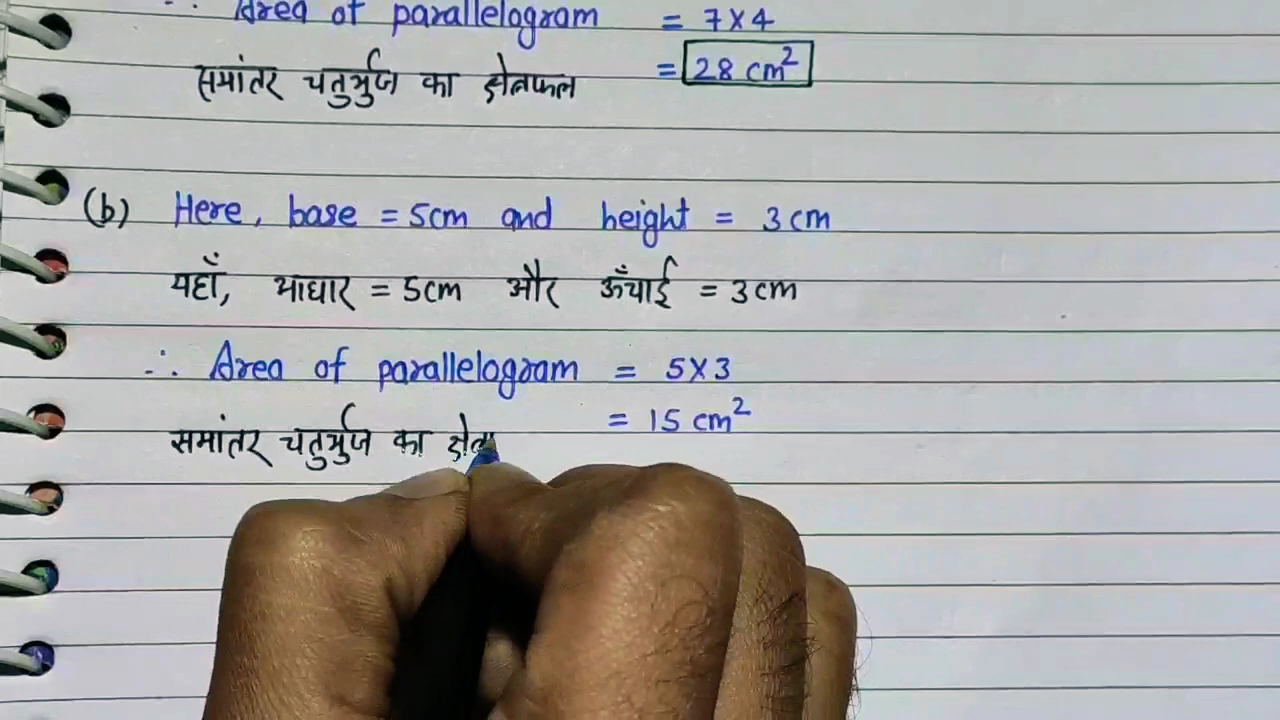 ∴ Area of parallelogram = 7×4
समांतर चतुर्भुज का क्षेत्रफल = 28 cm²
(b) Here, base = 5cm and height = 3cm
यहाँ, आधार = 5cm और ऊँचाई = 3cm
∴ Area of parallelogram = 5×3
= 15 cm²
समांतर चतुर्भुज का